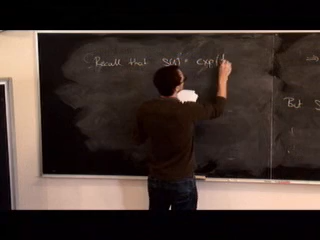 Recall that S(t) = exp{
⇒
But S